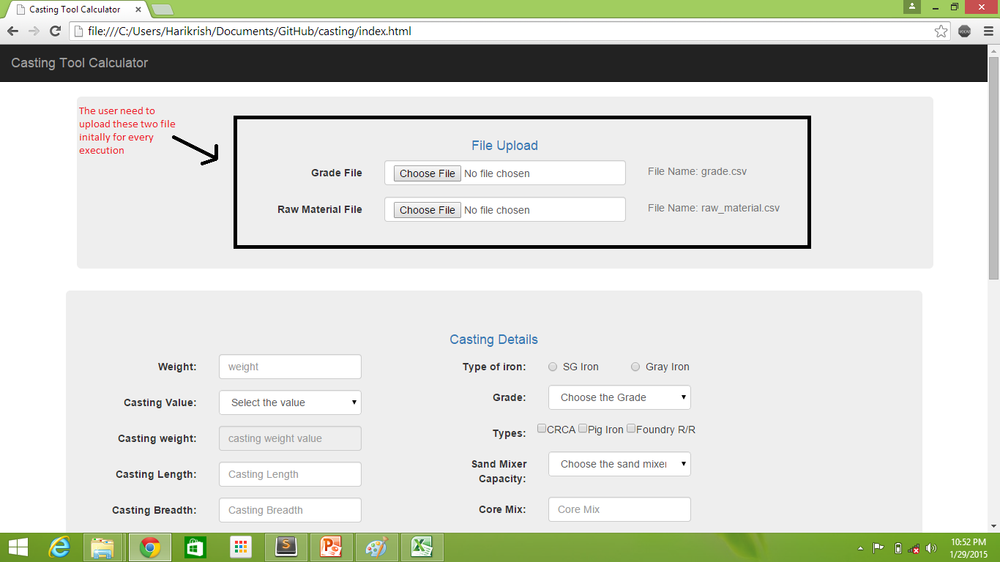 Casting Tool Calculator
file:///C:/Users/Harikrish/Documents/GitHub/casting/index.html
Casting Tool Calculator
The user need to
upload these two file
initally for every
execution
File Upload
Grade File Choose File No file chosen File Name: grade.csv
Raw Material File Choose File No file chosen File Name: raw_material.csv
Casting Details
Weight: weight Type of iron: SG Iron Gray Iron
Casting Value: Select the value Grade: Choose the Grade
Casting weight: casting weight value Types: CRCA Pig Iron Foundry R/R
Casting Length: Casting Length Sand Mixer Capacity: Choose the sand mixer
Casting Breadth: Casting Breadth Core Mix: Core Mix
10:52 PM
1/29/2015